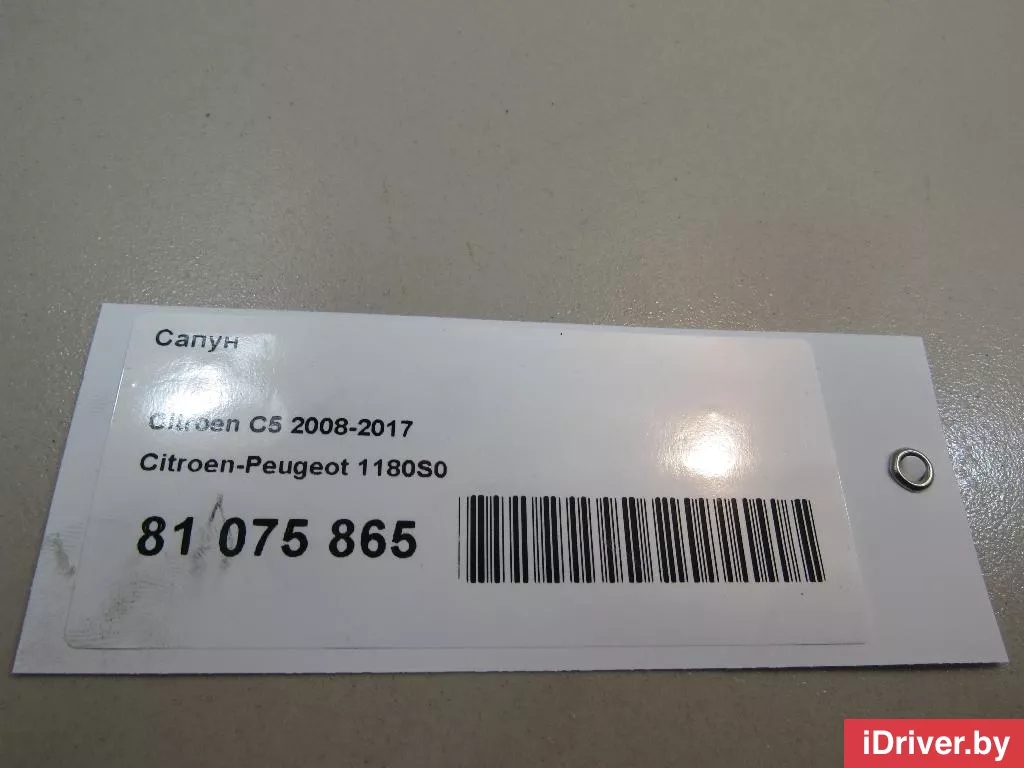 Сапун
Citroen C5 2008-2017
Citroen-Peugeot 1180S0
81 075 865
iDriver.by